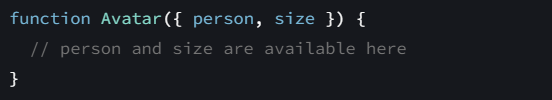 function Avatar({ person, size }) {
  // person and size are available here
}